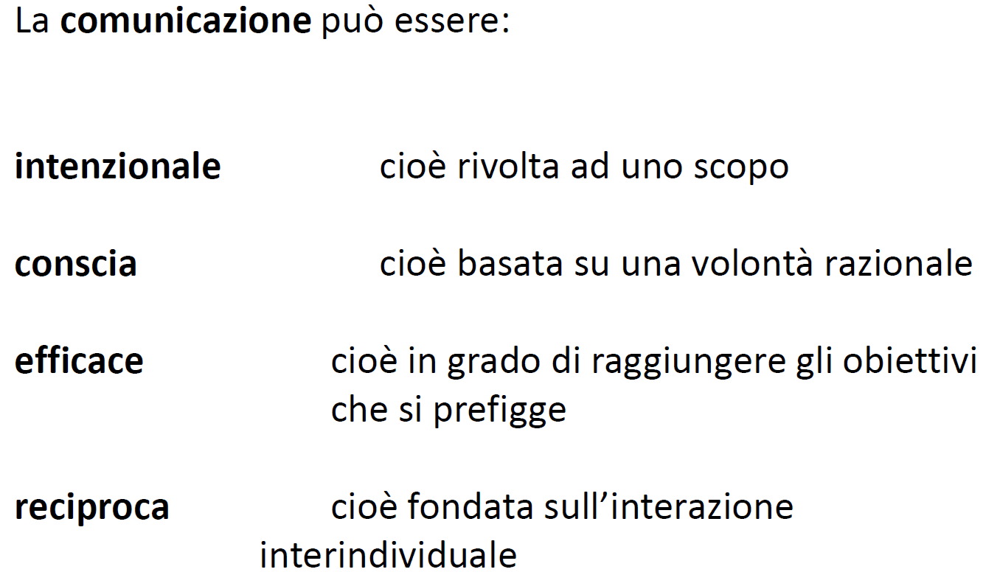 La comunicazione può essere:
intenzionale cioè rivolta ad uno scopo
conscia cioè basata su una volontà razionale
efficace cioè in grado di raggiungere gli obiettivi
che si prefigge
reciproca cioè fondata sull’interazione
interindividuale